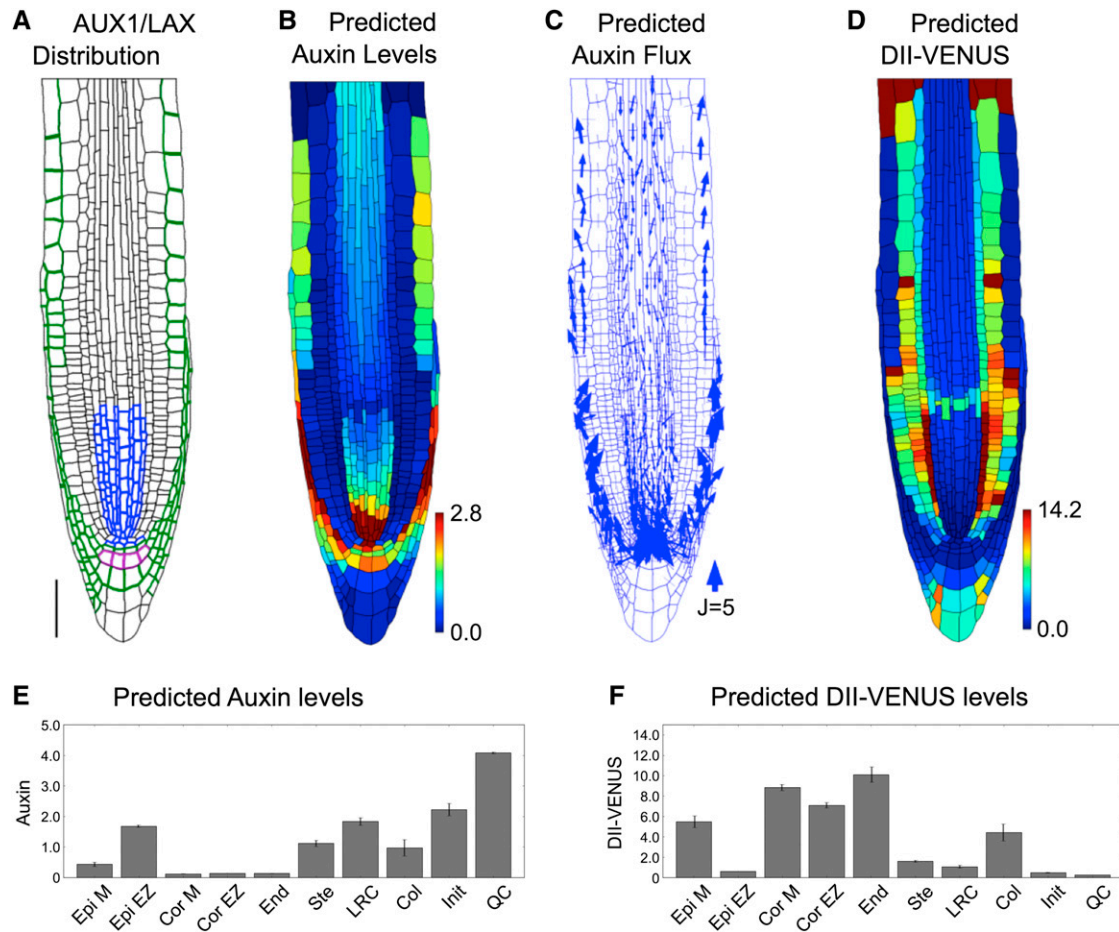 A AUX1/LAX
Distribution
B Predicted
Auxin Levels
C Predicted
Auxin Flux
D Predicted
DII-VENUS
2.8
0.0
J=5
14.2
0.0
E Predicted Auxin levels
5.0
4.0
3.0
2.0
1.0
0
Auxin
Epi M
Epi EZ
Cor M
Cor EZ
End
Ste
LRC
Col
Init
QC
F Predicted DII-VENUS levels
14.0
12.0
10.0
8.0
6.0
4.0
2.0
0
DII-VENUS
Epi M
Epi EZ
Cor M
Cor EZ
End
Ste
LRC
Col
Init
QC